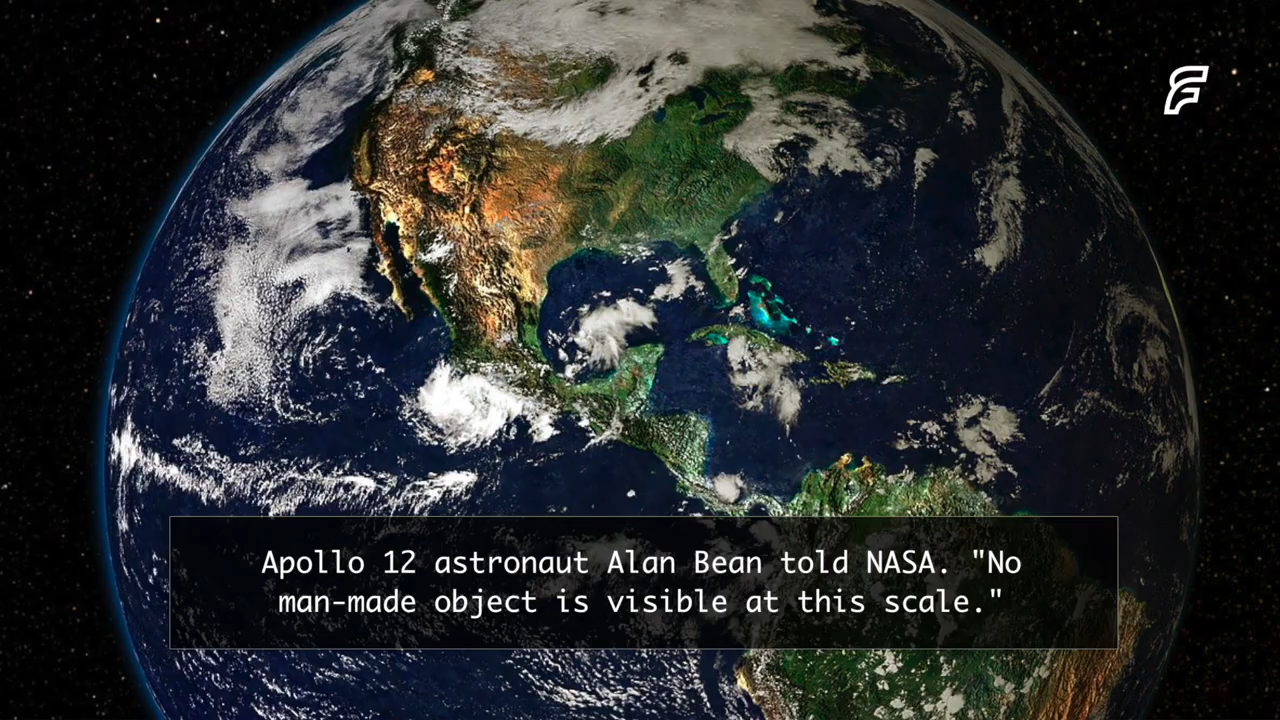 Apollo 12 astronaut Alan Bean told NASA. "No
man-made object is visible at this scale."